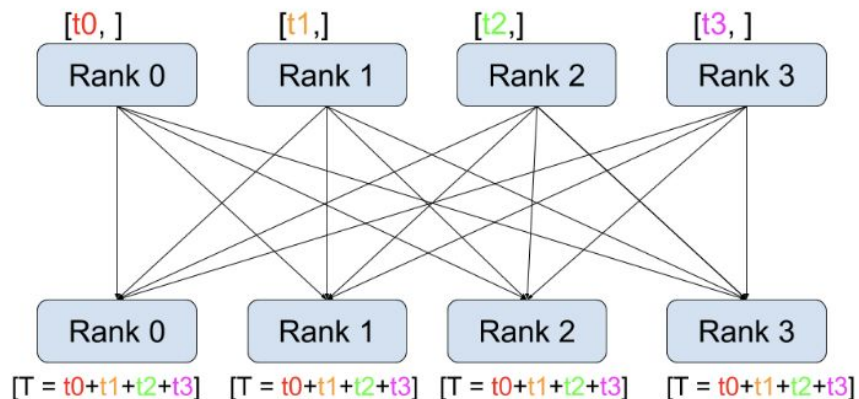 [t0, ] [t1,] [t2,] [t3, ]
Rank 0 Rank 1 Rank 2 Rank 3
Rank 0 Rank 1 Rank 2 Rank 3
[T = t0+t1+t2+t3] [T = t0+t1+t2+t3] [T = t0+t1+t2+t3] [T = t0+t1+t2+t3]